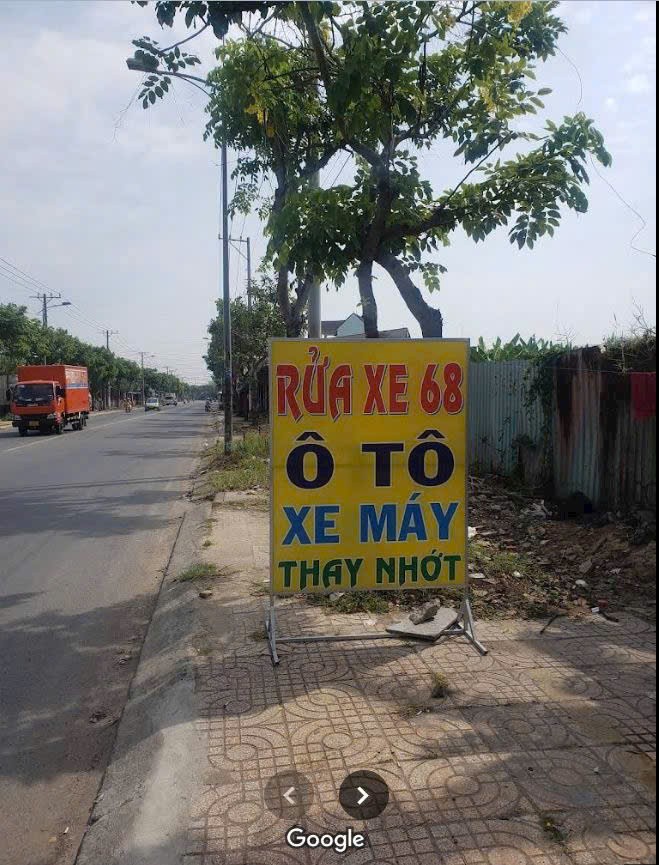 RỬA XE 68
Ô TÔ
XE MÁY
THAY NHỚT
Google